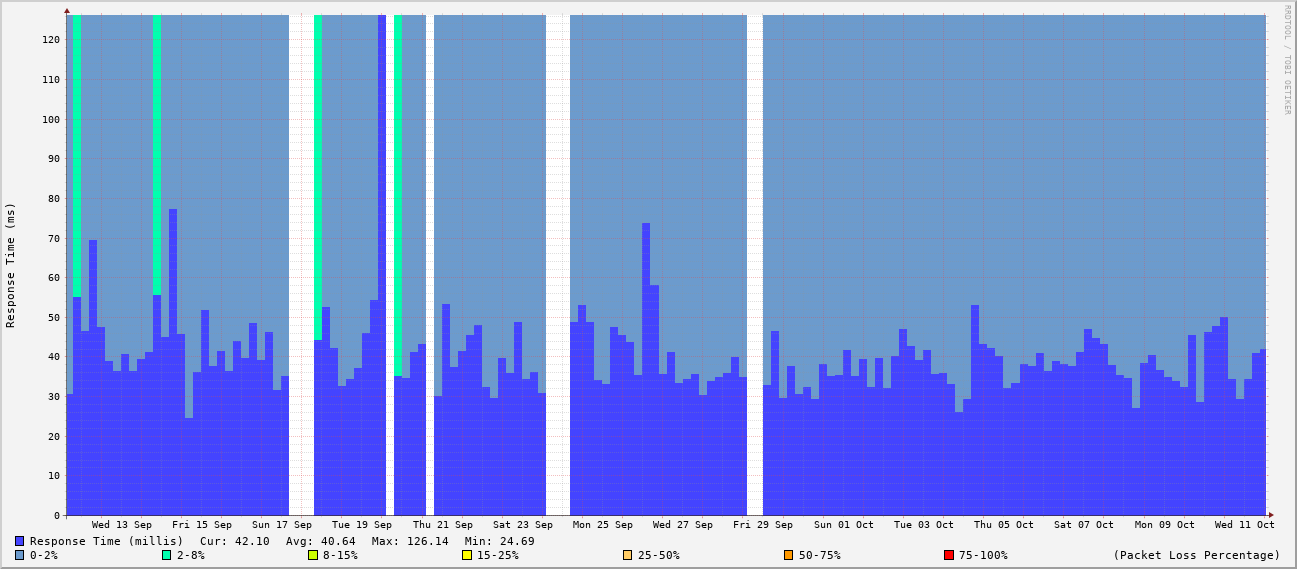 RRDTOOL / TOBI OETIKER
Response Time (ms)
120
110
100
90
80
70
60
50
40
30
20
10
0
Wed 13 Sep Fri 15 Sep Sun 17 Sep Tue 19 Sep Thu 21 Sep Sat 23 Sep Mon 25 Sep Wed 27 Sep Fri 29 Sep Sun 01 Oct Tue 03 Oct Thu 05 Oct Sat 07 Oct Mon 09 Oct Wed 11 Oct
Response Time (millis) Cur: 42.10 Avg: 40.64 Max: 126.14 Min: 24.69
0-2% 2-8% 8-15% 15-25% 25-50% 50-75% 75-100% (Packet Loss Percentage)